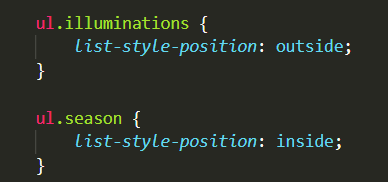 ul.illuminations {
    list-style-position: outside;
}

ul.season {
    list-style-position: inside;
}